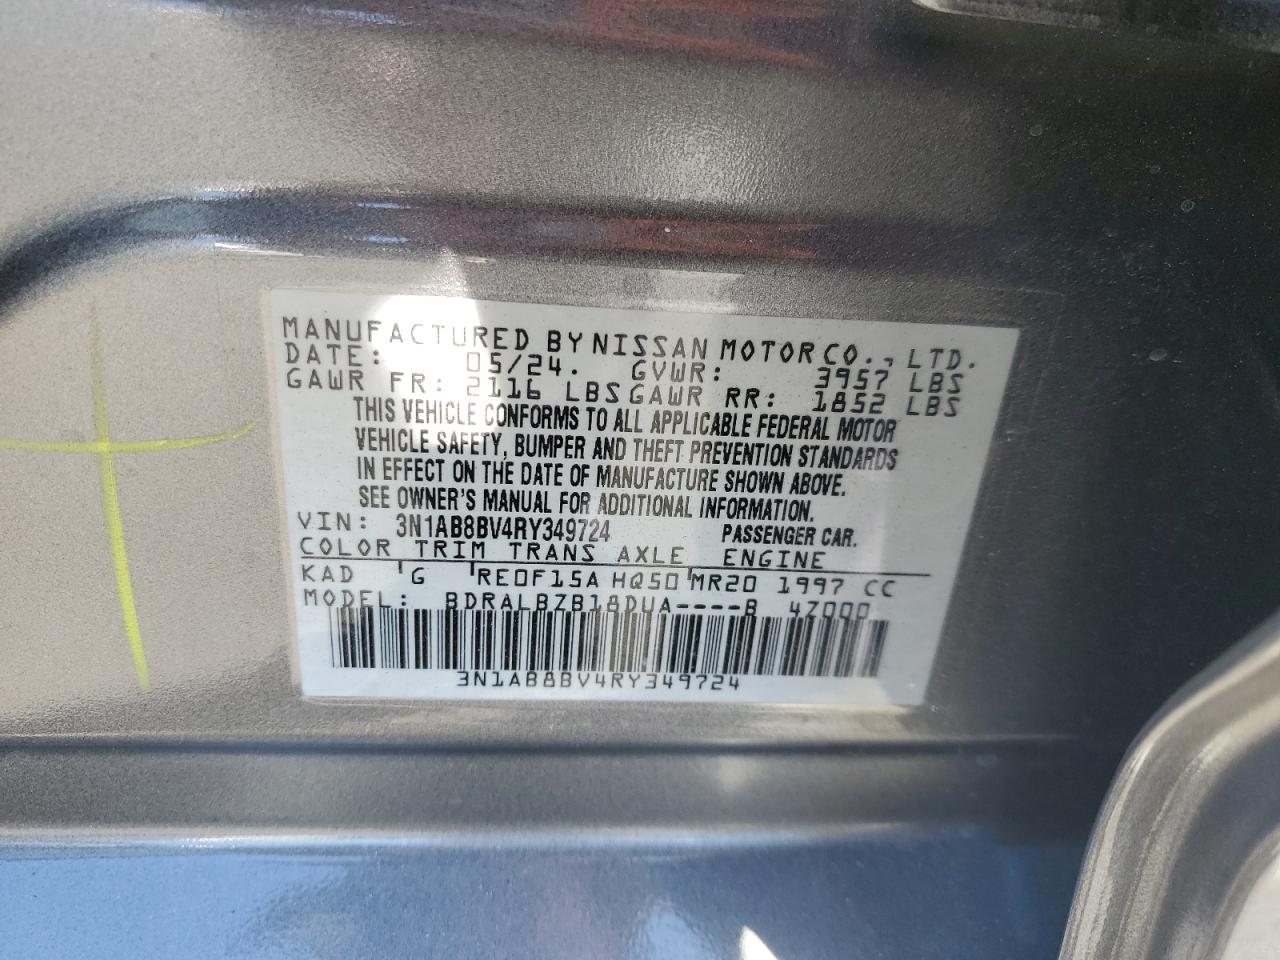 MANUFACTURED BY NISSAN MOTOR CO., LTD.
DATE: 05/24. GVWR: 3957 LBS
GAWR FR: 2116 LBS GAWR RR: 1852 LBS
THIS VEHICLE CONFORMS TO ALL APPLICABLE FEDERAL MOTOR
VEHICLE SAFETY, BUMPER AND THEFT PREVENTION STANDARDS
IN EFFECT ON THE DATE OF MANUFACTURE SHOWN ABOVE.
SEE OWNER'S MANUAL FOR ADDITIONAL INFORMATION.
VIN: 3N1AB8BV4RY349724 PASSENGER CAR.
COLOR TRIM TRANS AXLE ENGINE
KAD G RE0F15A HQ50 MR20 1997 CC
MODEL: BDRALBZB18DUA----B 4Z000
3N1AB8BV4RY349724